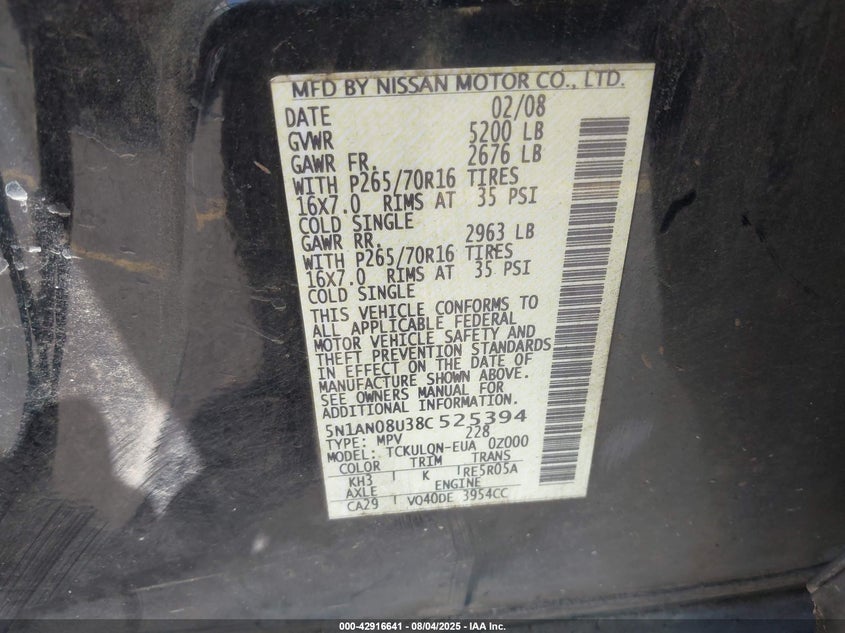 MFD BY NISSAN MOTOR CO., LTD.
DATE 02/08
GVWR 5200 LB
GAWR FR. 2676 LB
WITH P265/70R16 TIRES
16X7.0 RIMS AT 35 PSI
COLD SINGLE
GAWR RR. 2963 LB
WITH P265/70R16 TIRES
16X7.0 RIMS AT 35 PSI
COLD SINGLE
THIS VEHICLE CONFORMS TO
ALL APPLICABLE FEDERAL
MOTOR VEHICLE SAFETY AND
THEFT PREVENTION STANDARDS
IN EFFECT ON THE DATE OF
MANUFACTURE SHOWN ABOVE.
SEE OWNERS MANUAL FOR
ADDITIONAL INFORMATION.
5N1AN08U38C 525394
TYPE: MPV 228
MODEL: TCKULQN-EUA 0Z000
COLOR TRIM TRANS
KH3 K RE5R05A
AXLE ENGINE
CA29 VQ40DE 3954CC
000-42916641 - 08/04/2025 - IAA Inc.